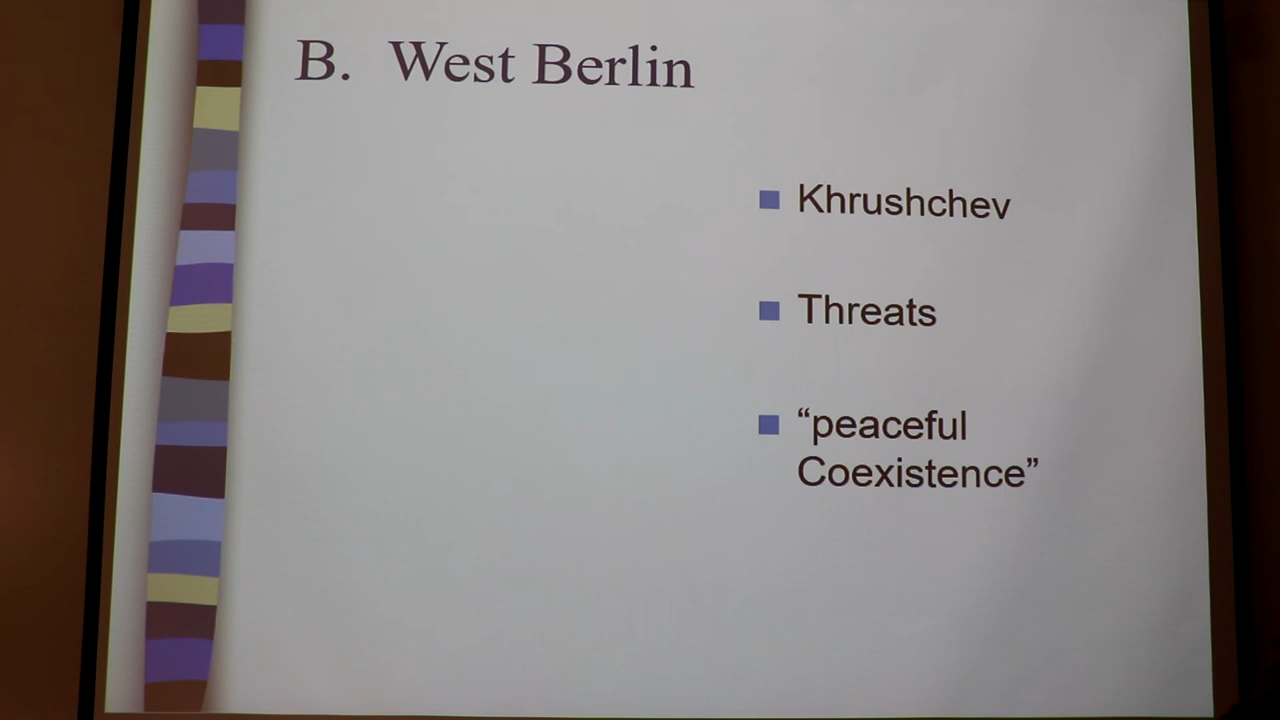 B. West Berlin
Khrushchev
Threats
“peaceful
Coexistence”